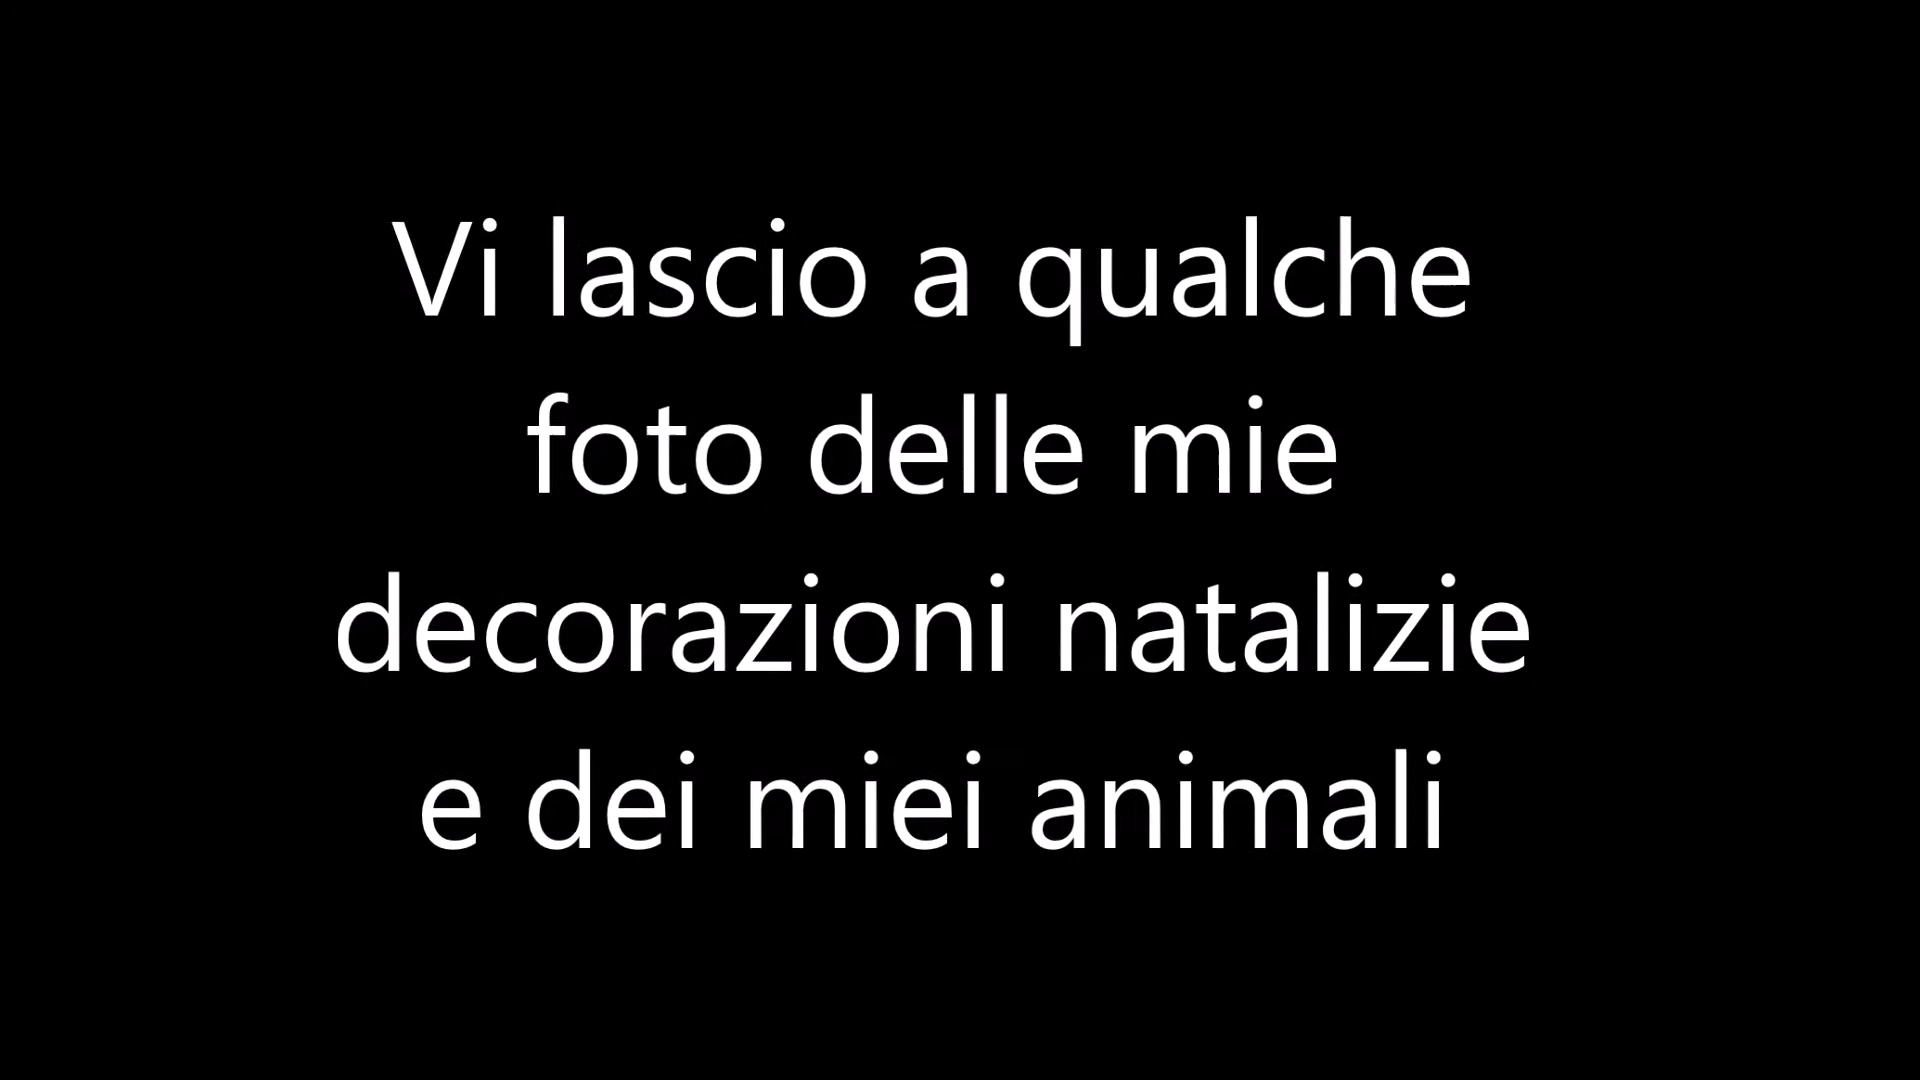 Vi lascio a qualche
foto delle mie
decorazioni natalizie
e dei miei animali